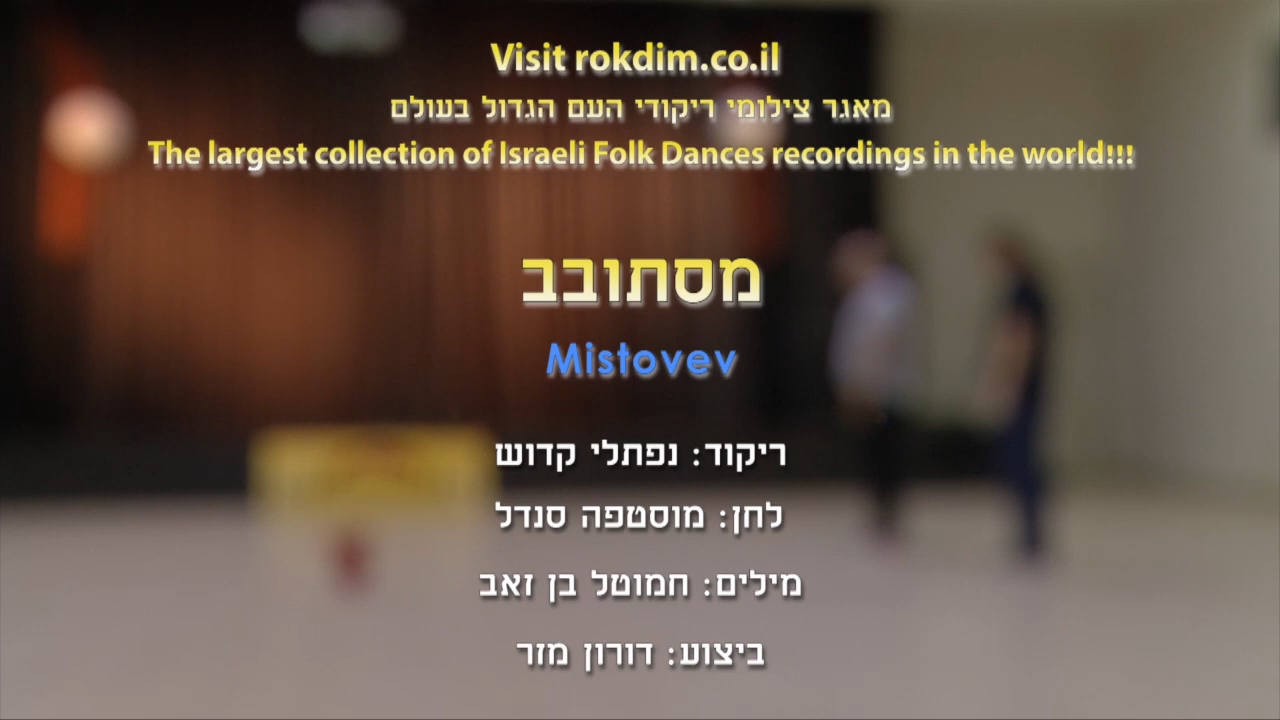 Visit rokdim.co.il
מאגר צילומי ריקודי העם הגדול בעולם
The largest collection of Israeli Folk Dances recordings in the world!!!
מסתובב
Mistovev
ריקוד: נפתלי קדוש
לחן: מוסטפה סנדל
מילים: חמוטל בן זאב
ביצוע: דורון מזר